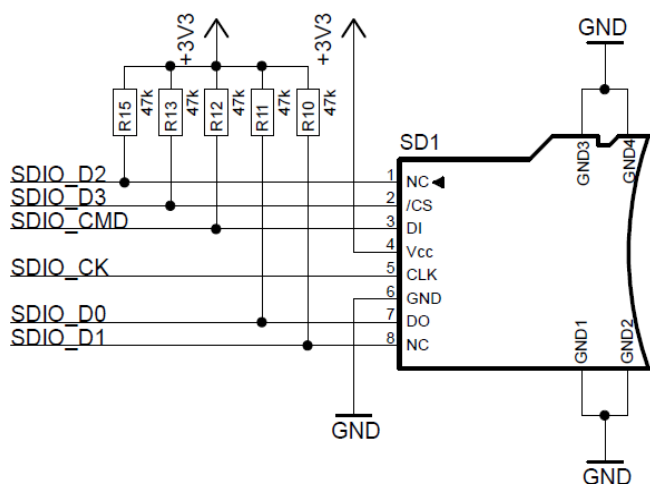 +3V3
+3V3
GND
R15 47k
R13 47k
R12 47k
R11 47k
R10 47k
SD1
GND3
GND4
SDIO_D2 1 NC
SDIO_D3 2 /CS
SDIO_CMD 3 DI
4 Vcc
SDIO_CK 5 CLK
6 GND
SDIO_D0 7 DO
SDIO_D1 8 NC
GND1
GND2
GND
GND